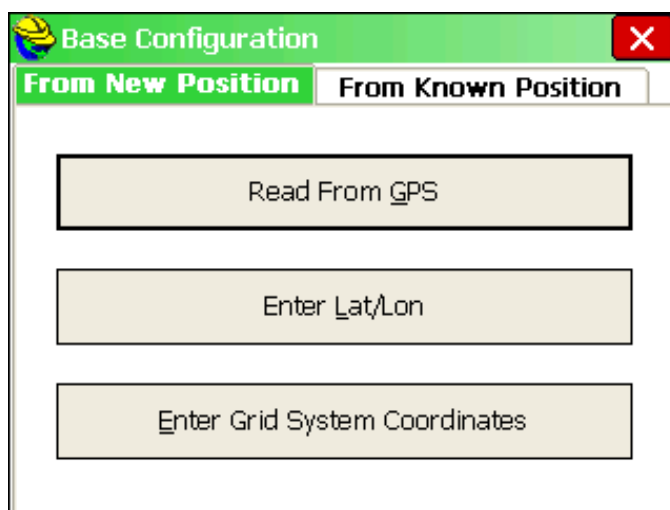 Base Configuration
From New Position
From Known Position
Read From GPS
Enter Lat/Lon
Enter Grid System Coordinates